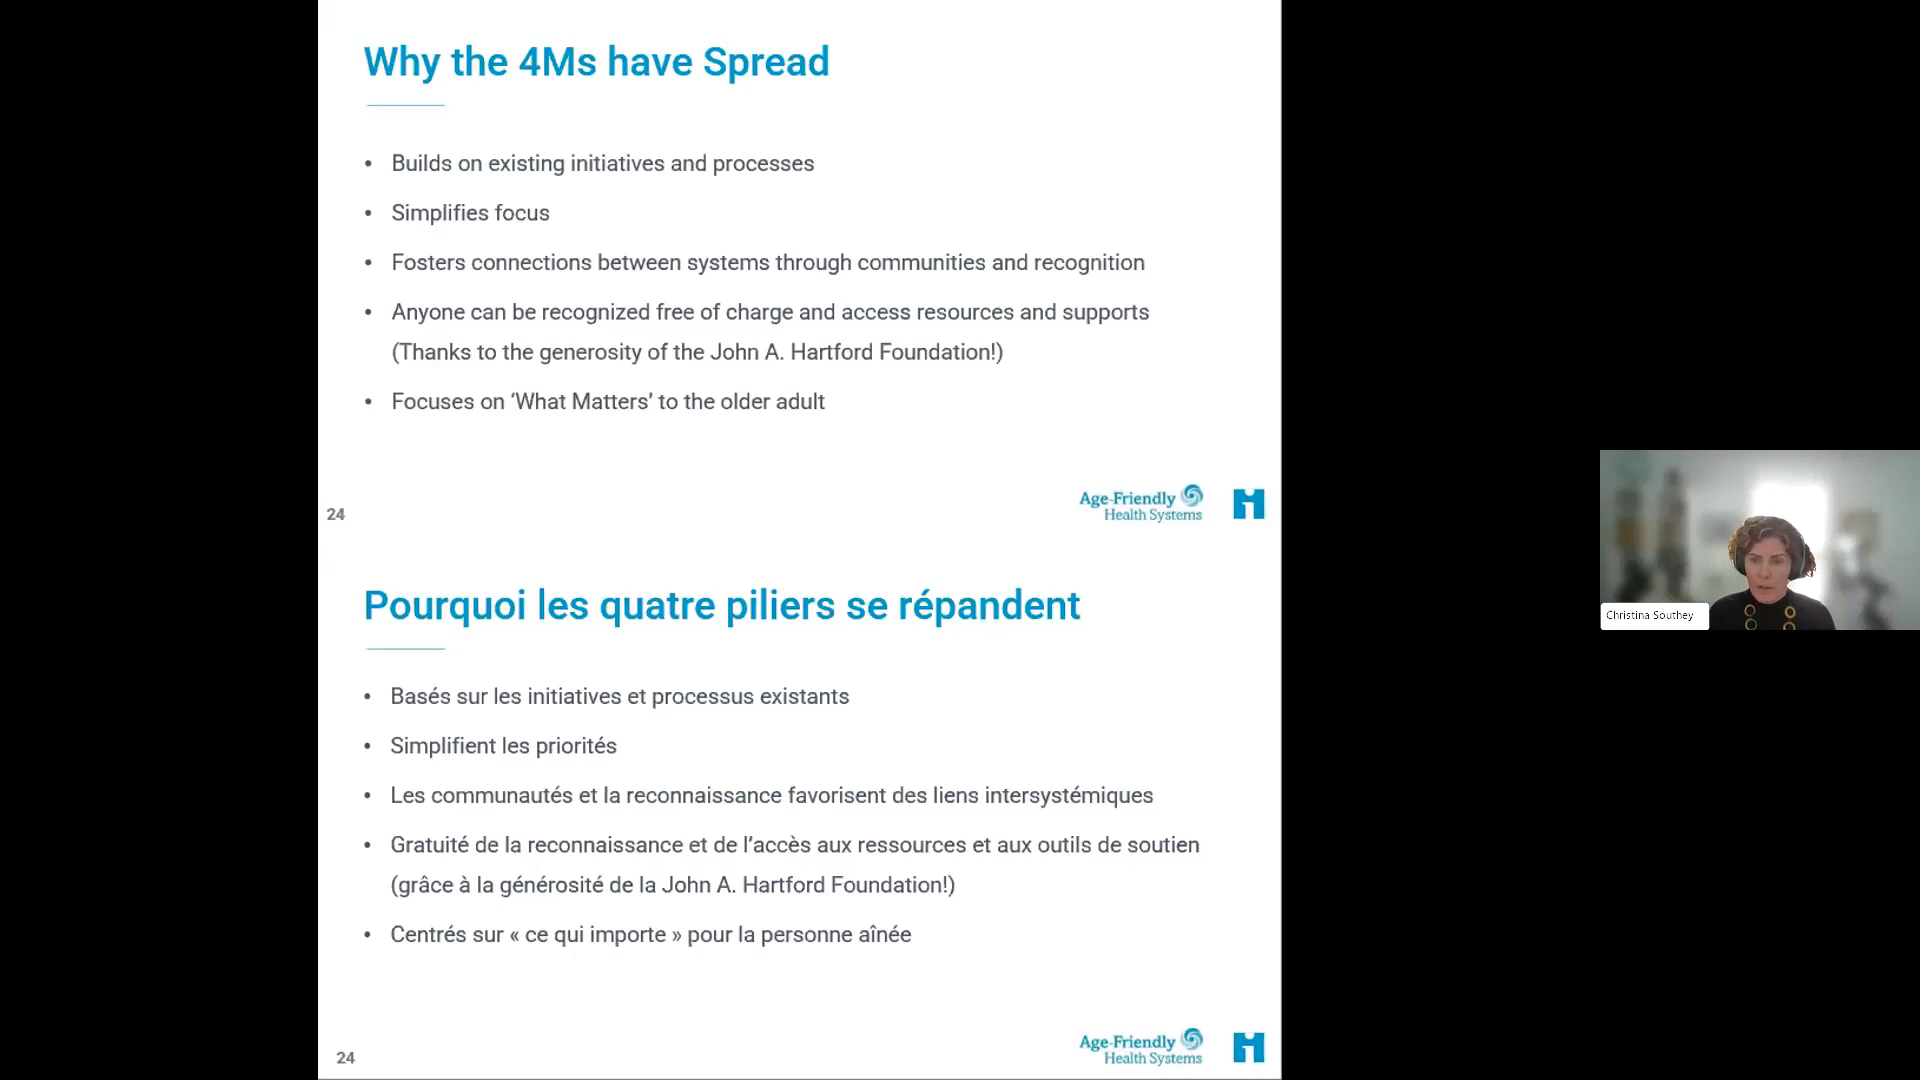 Why the 4Ms have Spread
• Builds on existing initiatives and processes
• Simplifies focus
• Fosters connections between systems through communities and recognition
• Anyone can be recognized free of charge and access resources and supports
(Thanks to the generosity of the John A. Hartford Foundation!)
• Focuses on ‘What Matters’ to the older adult
Age-Friendly
Health Systems
24
Pourquoi les quatre piliers se répandent
• Basés sur les initiatives et processus existants
• Simplifient les priorités
• Les communautés et la reconnaissance favorisent des liens intersystémiques
• Gratuité de la reconnaissance et de l’accès aux ressources et aux outils de soutien
(grâce à la générosité de la John A. Hartford Foundation!)
• Centrés sur « ce qui importe » pour la personne aînée
Age-Friendly
Health Systems
24
Christina Southey